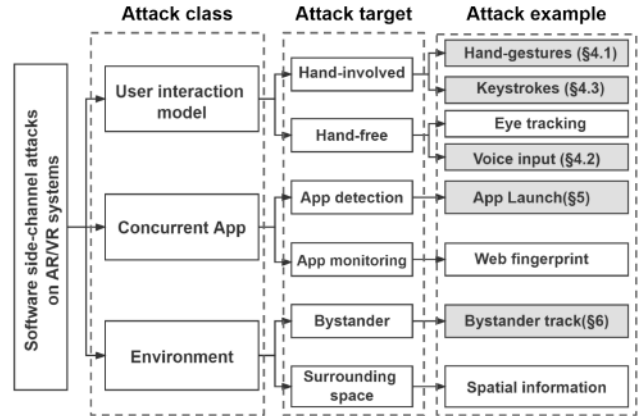 Attack class
Attack target
Attack example
Software side-channel attacks
on AR/VR systems
User interaction
model
Concurrent App
Environment
Hand-involved
Hand-free
App detection
App monitoring
Bystander
Surrounding
space
Hand-gestures (§4.1)
Keystrokes (§4.3)
Eye tracking
Voice input (§4.2)
App Launch(§5)
Web fingerprint
Bystander track(§6)
Spatial information